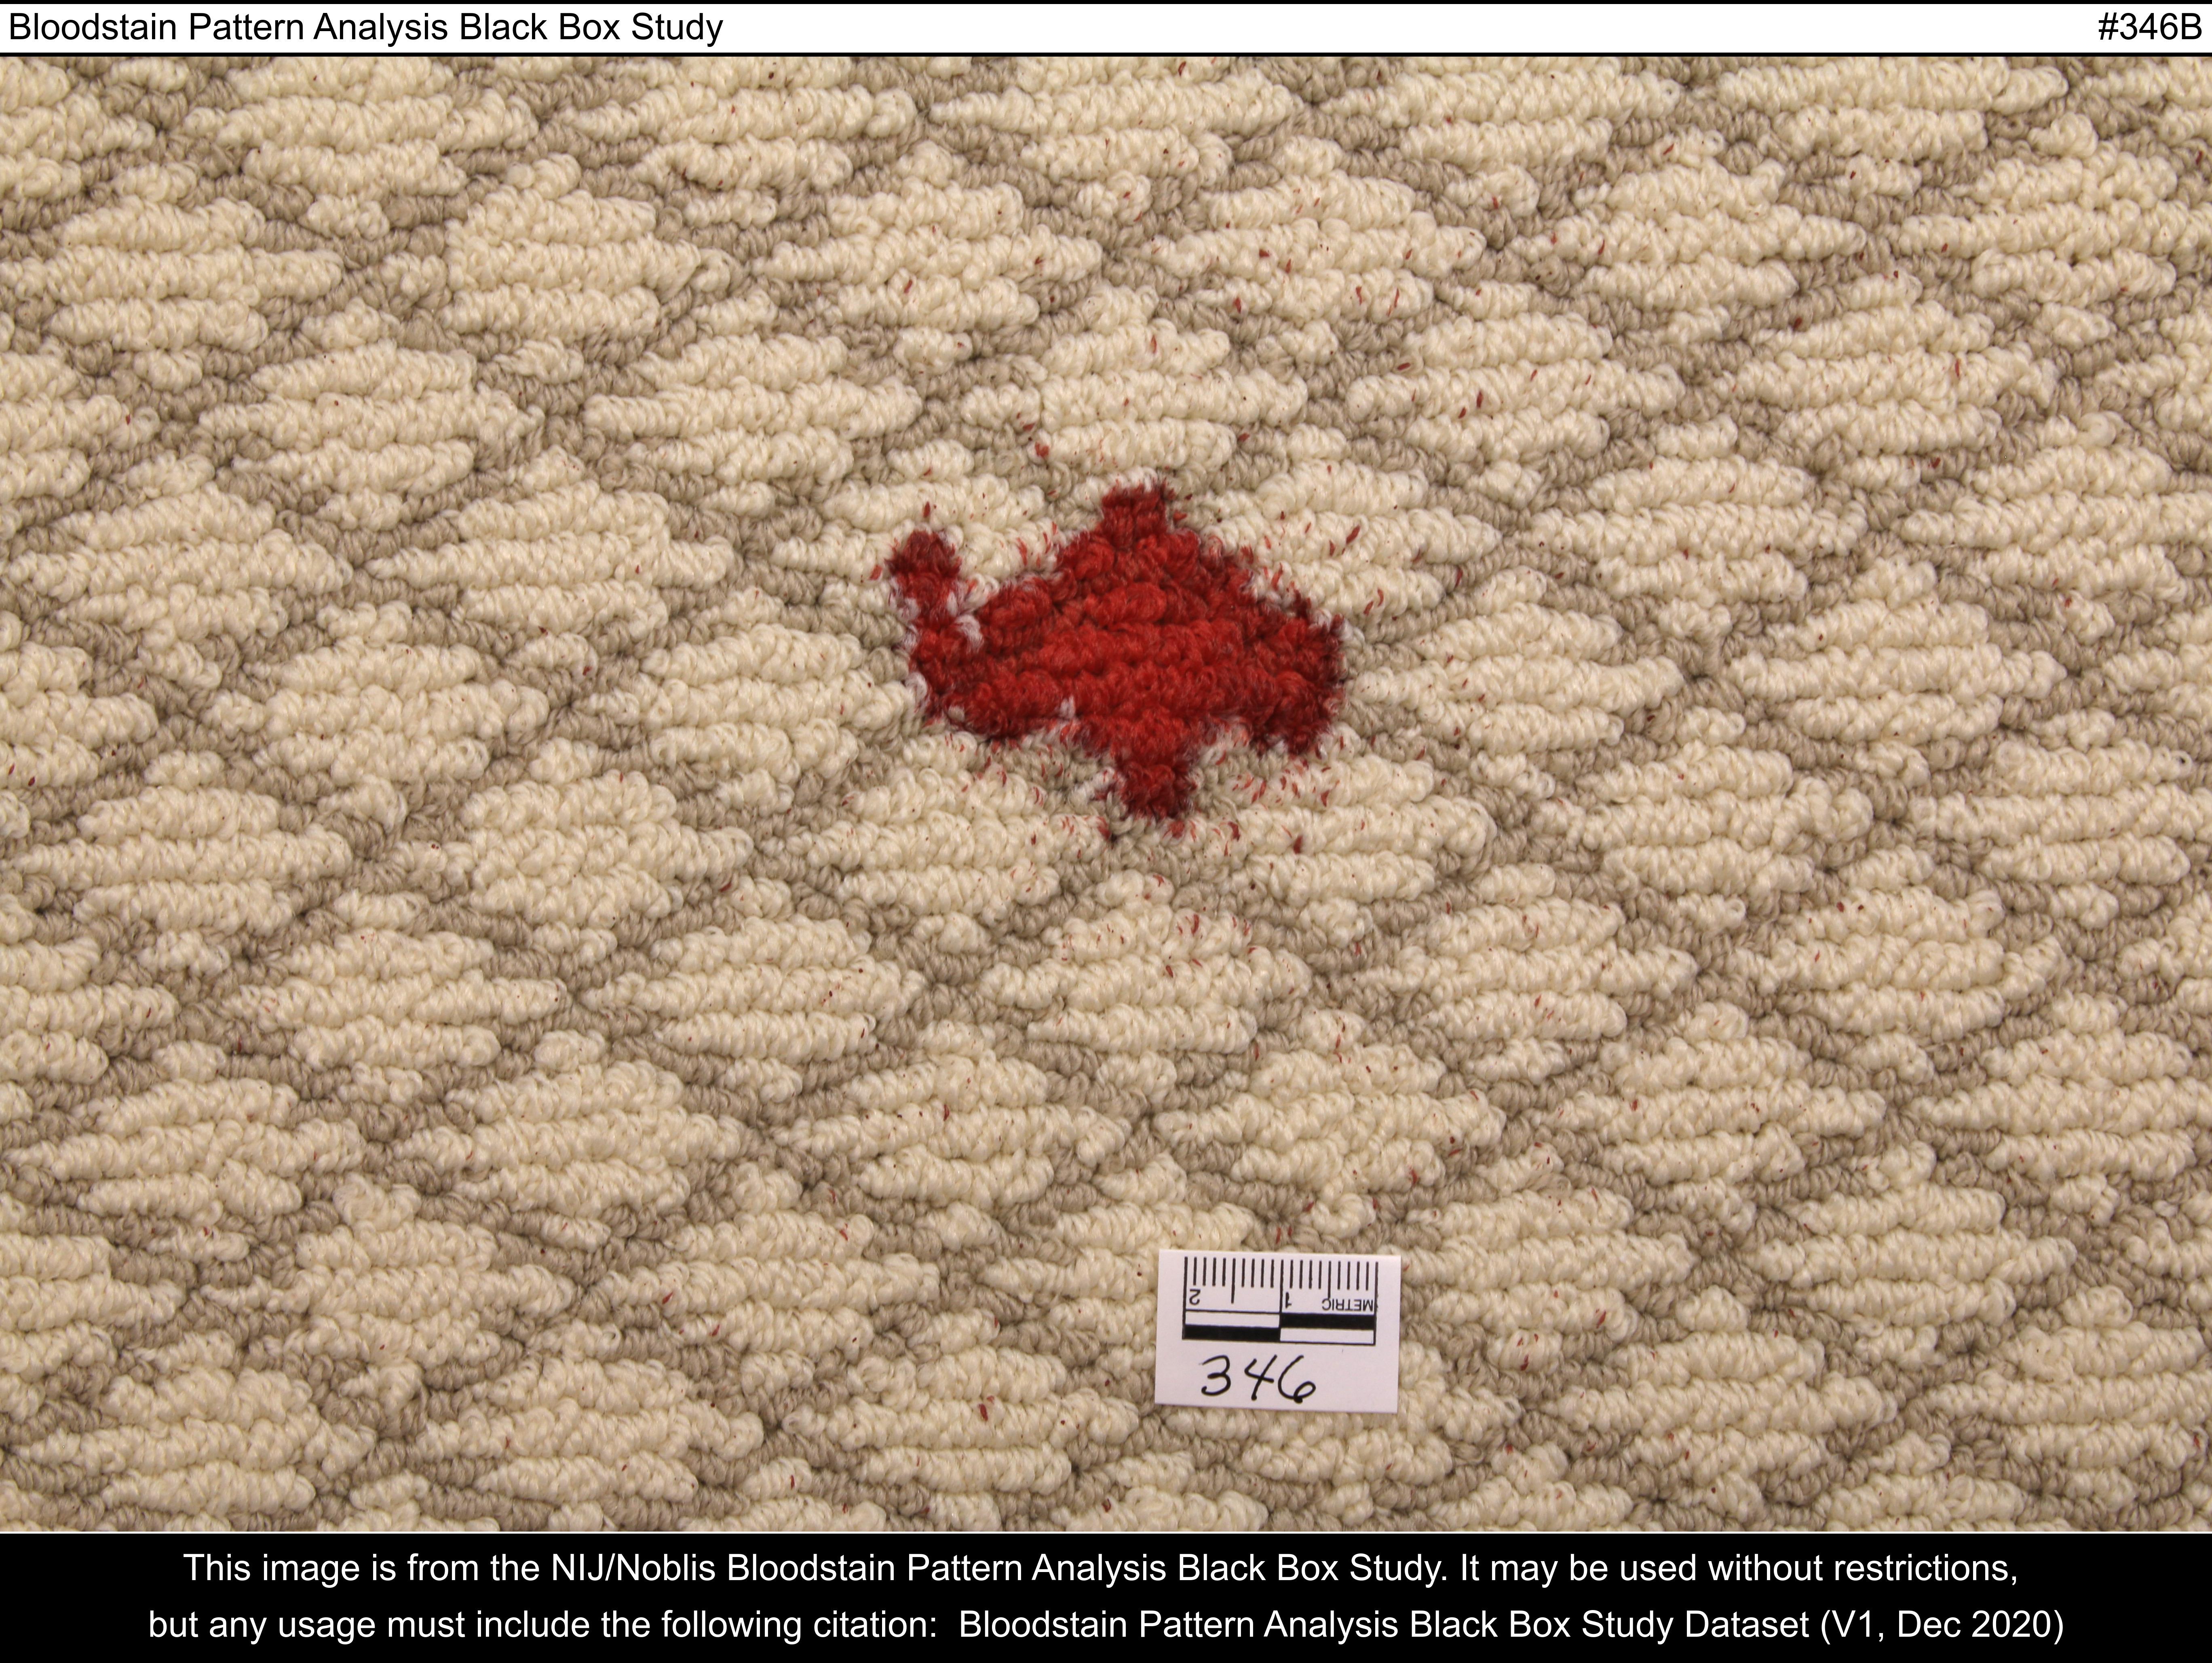 Bloodstain Pattern Analysis Black Box Study #346B
2 1 METRIC
346
This image is from the NIJ/Noblis Bloodstain Pattern Analysis Black Box Study. It may be used without restrictions,
but any usage must include the following citation:  Bloodstain Pattern Analysis Black Box Study Dataset (V1, Dec 2020)